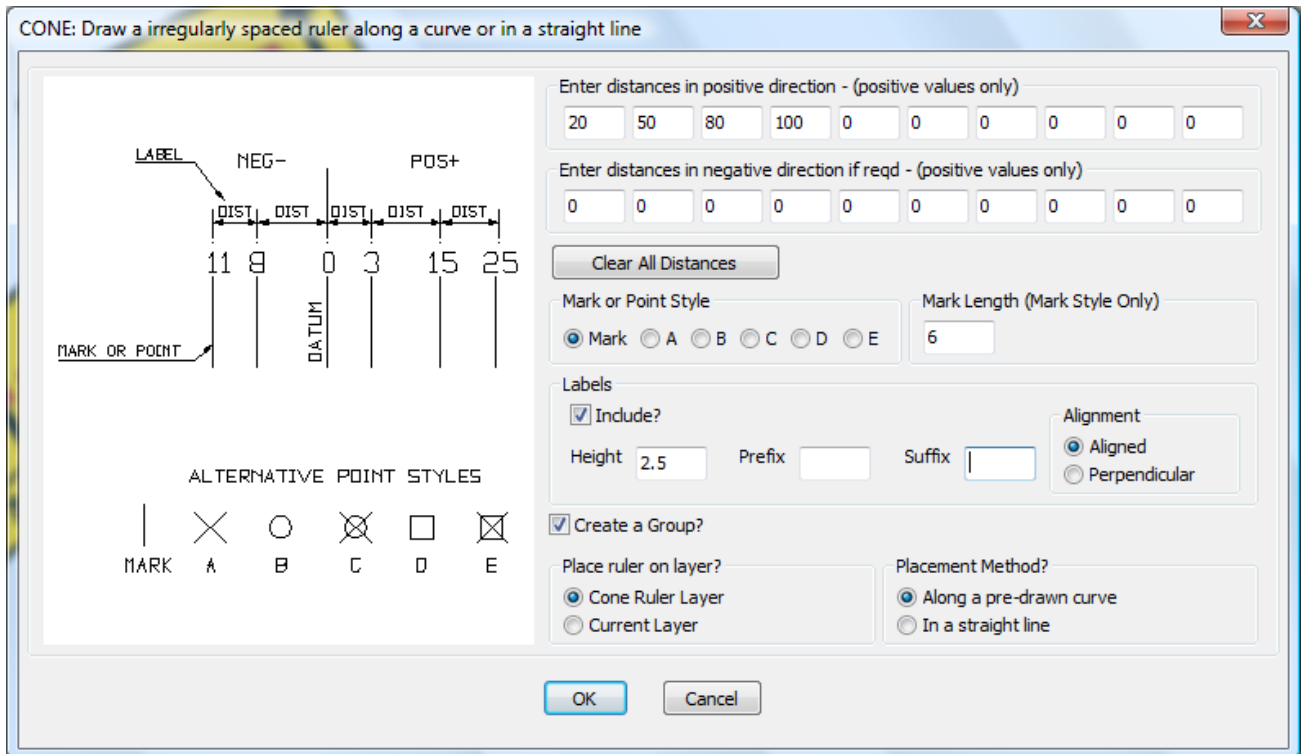 CONE: Draw a irregularly spaced ruler along a curve or in a straight line
LABEL
NEG-
POS+
DIST DIST DIST DIST DIST
11 8 0 3 15 25
DATUM
MARK OR POINT
ALTERNATIVE POINT STYLES
MARK A B C D E
Enter distances in positive direction - (positive values only)
20 50 80 100 0 0 0 0 0 0
Enter distances in negative direction if reqd - (positive values only)
0 0 0 0 0 0 0 0 0 0
Clear All Distances
Mark or Point Style
Mark A B C D E
Mark Length (Mark Style Only)
6
Labels
Include?
Height 2.5 Prefix Suffix
Alignment
Aligned
Perpendicular
Create a Group?
Place ruler on layer?
Cone Ruler Layer
Current Layer
Placement Method?
Along a pre-drawn curve
In a straight line
OK Cancel